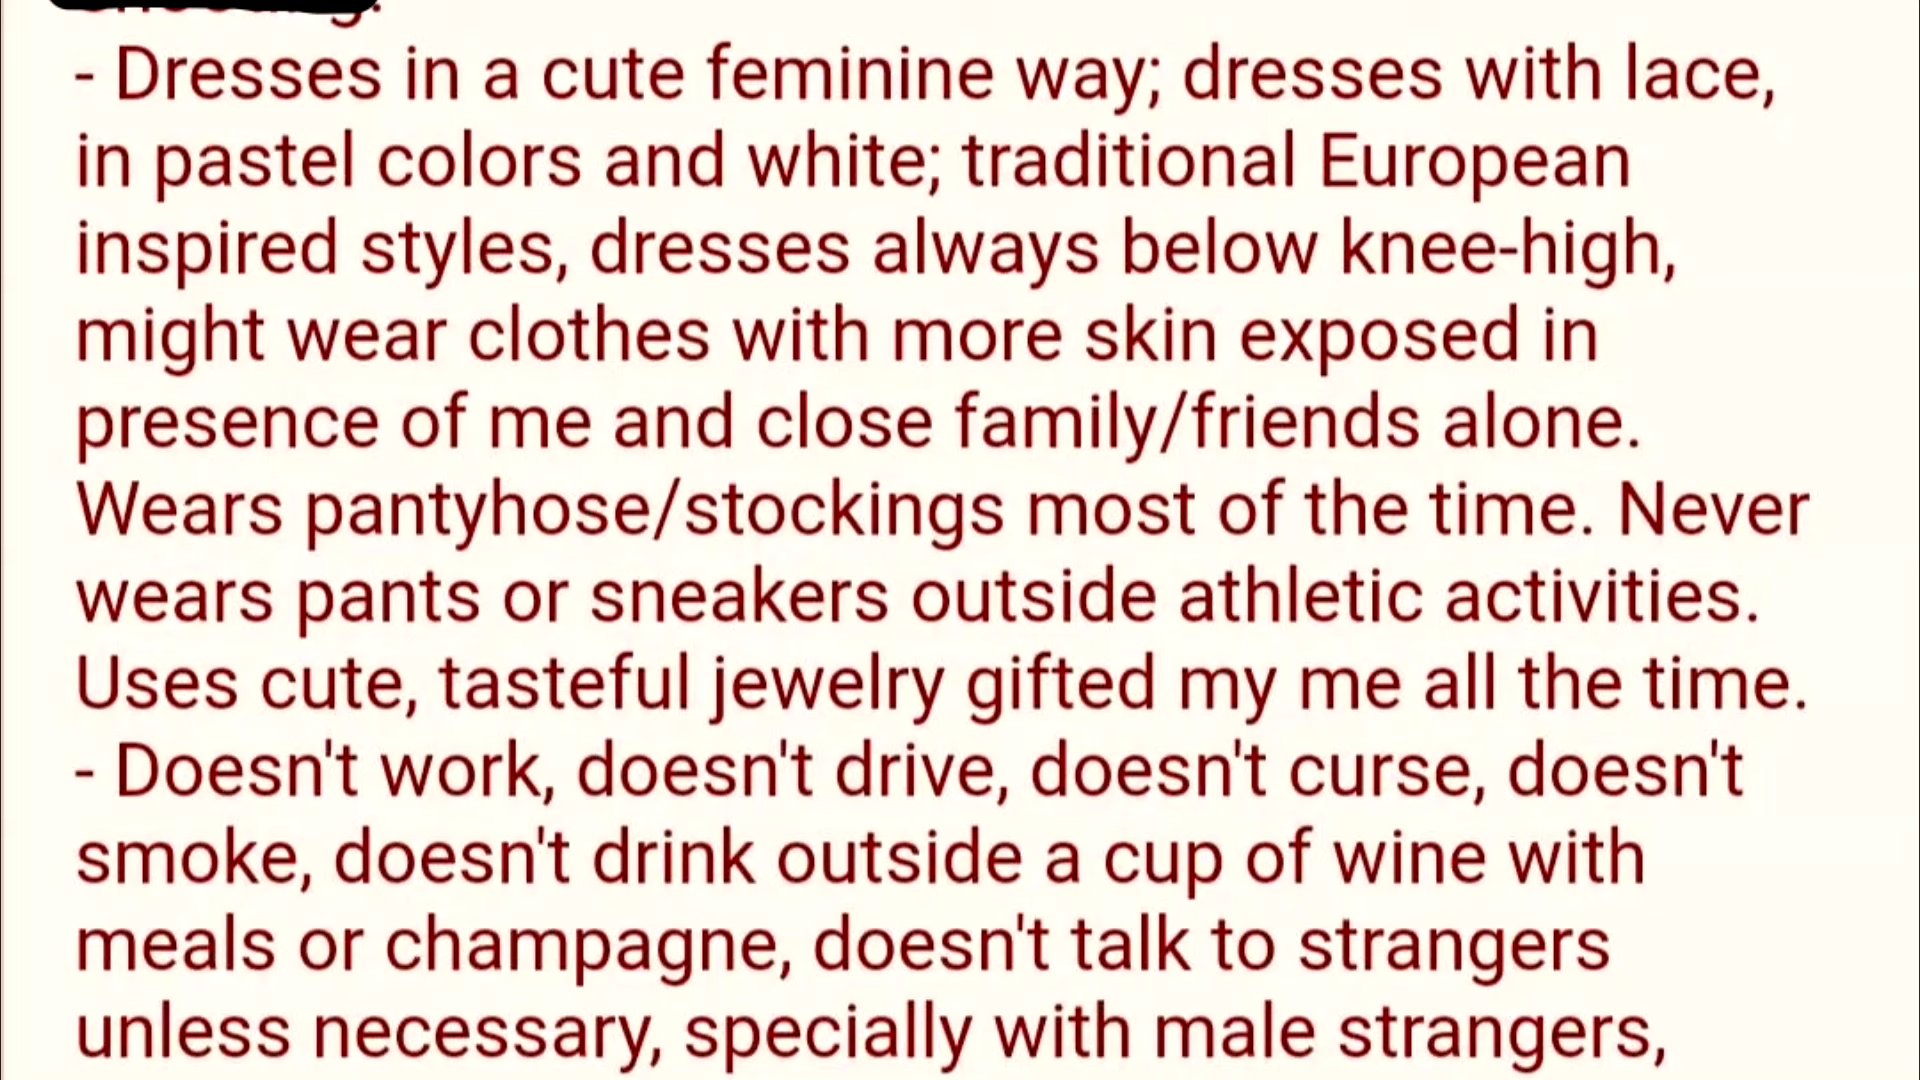 - Dresses in a cute feminine way; dresses with lace,
in pastel colors and white; traditional European
inspired styles, dresses always below knee-high,
might wear clothes with more skin exposed in
presence of me and close family/friends alone.
Wears pantyhose/stockings most of the time. Never
wears pants or sneakers outside athletic activities.
Uses cute, tasteful jewelry gifted my me all the time.
- Doesn't work, doesn't drive, doesn't curse, doesn't
smoke, doesn't drink outside a cup of wine with
meals or champagne, doesn't talk to strangers
unless necessary, specially with male strangers,